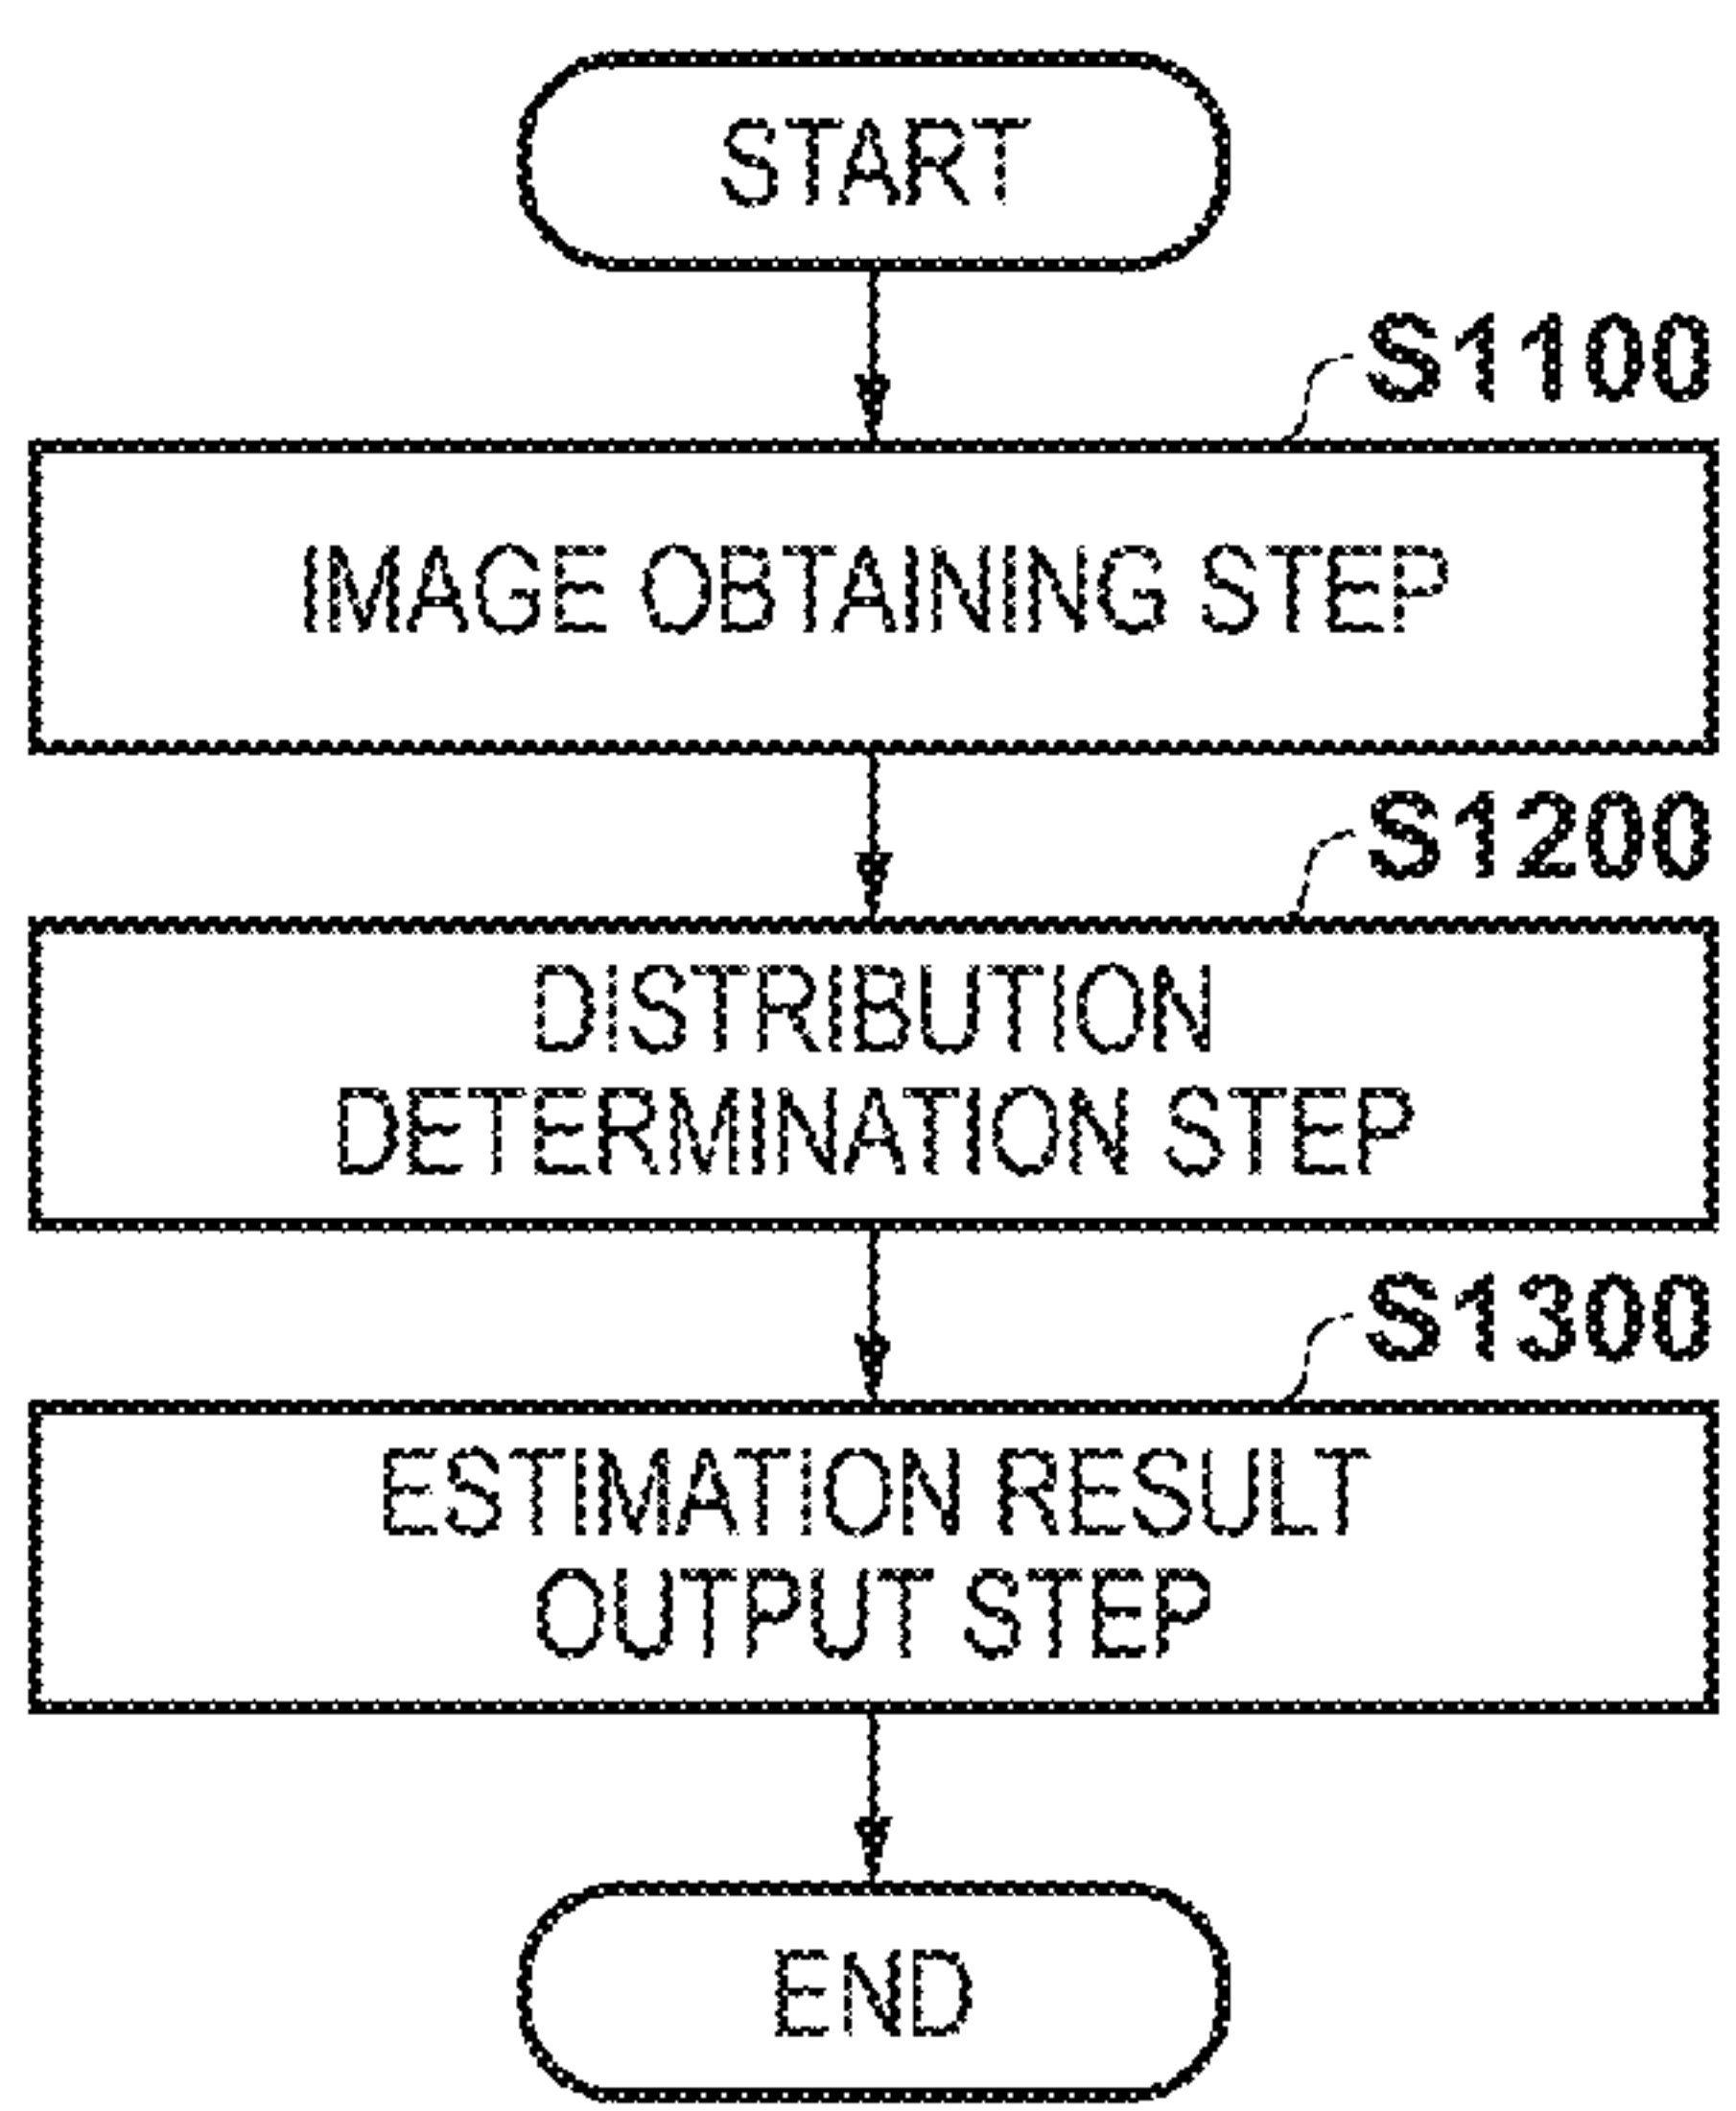 START
S1100
IMAGE OBTAINING STEP
S1200
DISTRIBUTION
DETERMINATION STEP
S1300
ESTIMATION RESULT
OUTPUT STEP
END